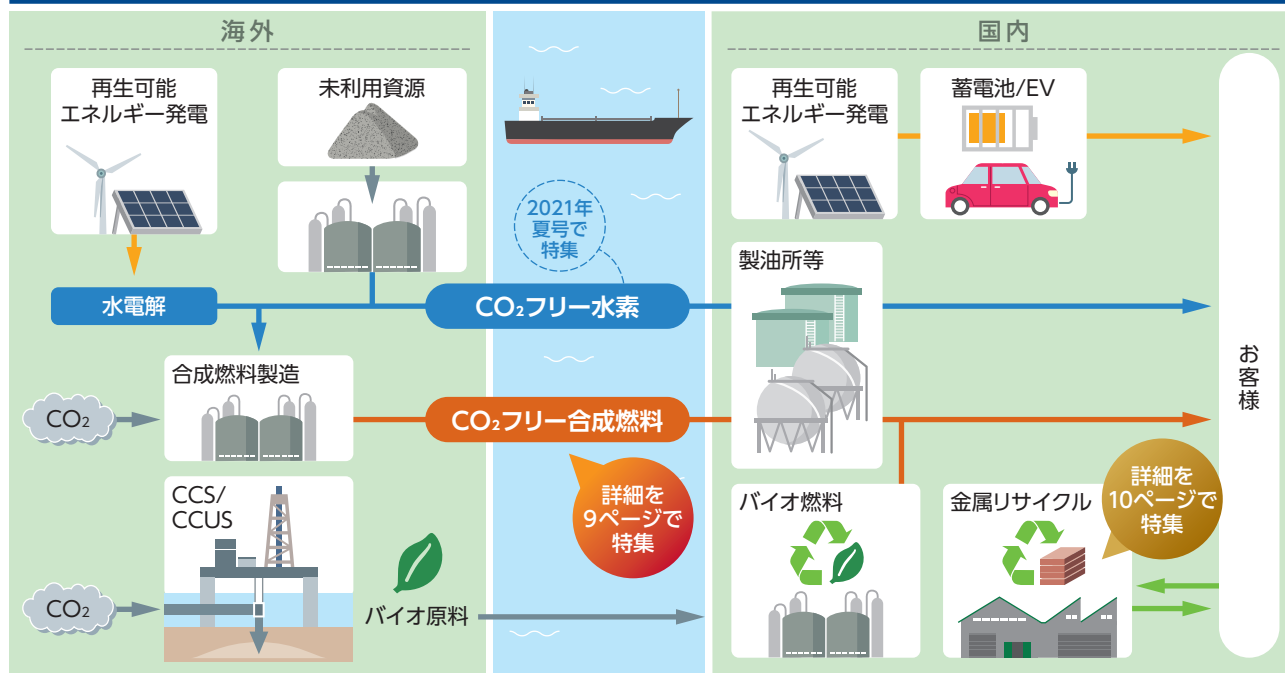 海外
再生可能
エネルギー発電
未利用資源
水電解
2021年
夏号で
特集
CO₂フリー水素
合成燃料製造
CO₂
CO₂フリー合成燃料
詳細を
9ページで
特集
CCS/
CCUS
CO₂
バイオ原料
国内
再生可能
エネルギー発電
蓄電池/EV
製油所等
お客様
バイオ燃料
金属リサイクル
詳細を
10ページで
特集